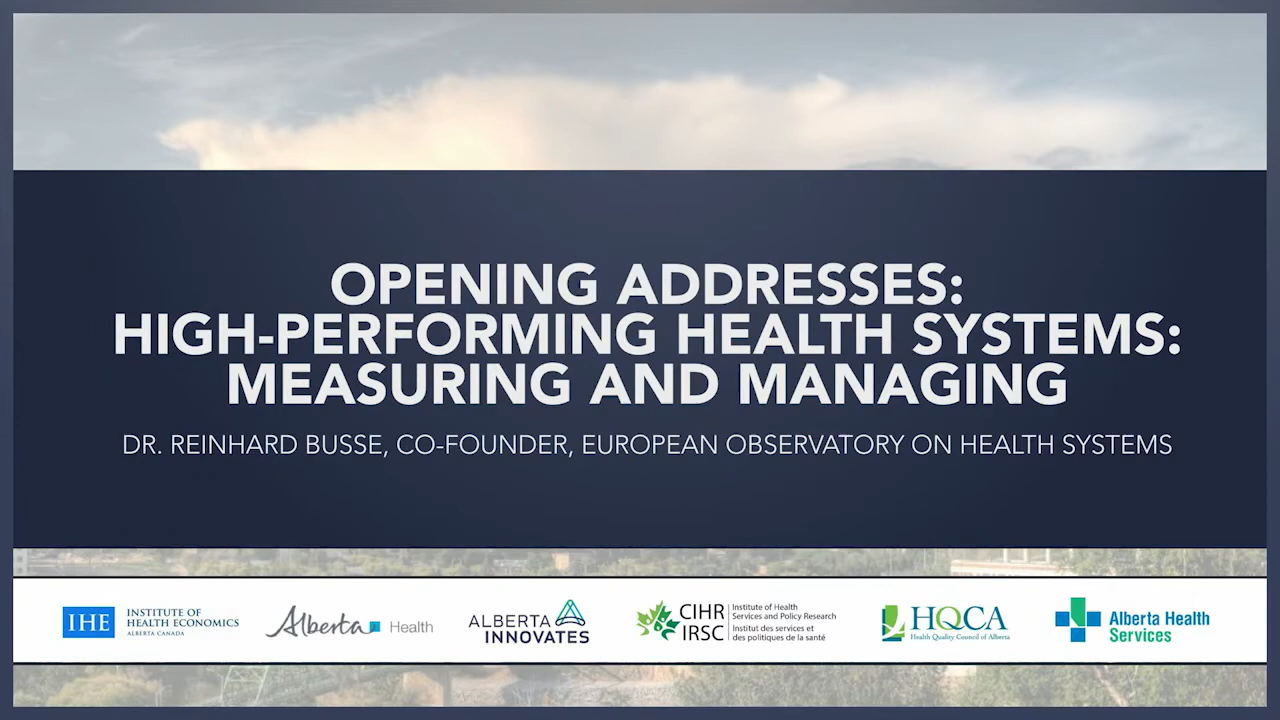 OPENING ADDRESSES:
HIGH-PERFORMING HEALTH SYSTEMS:
MEASURING AND MANAGING
DR. REINHARD BUSSE, CO-FOUNDER, EUROPEAN OBSERVATORY ON HEALTH SYSTEMS
IHE
INSTITUTE OF
HEALTH ECONOMICS
ALBERTA CANADA
Alberta Health
ALBERTA
INNOVATES
CIHR
IRSC
Institute of Health
Services and Policy Research
Institut des services et
des politiques de la santé
HQCA
Health Quality Council of Alberta
Alberta Health
Services